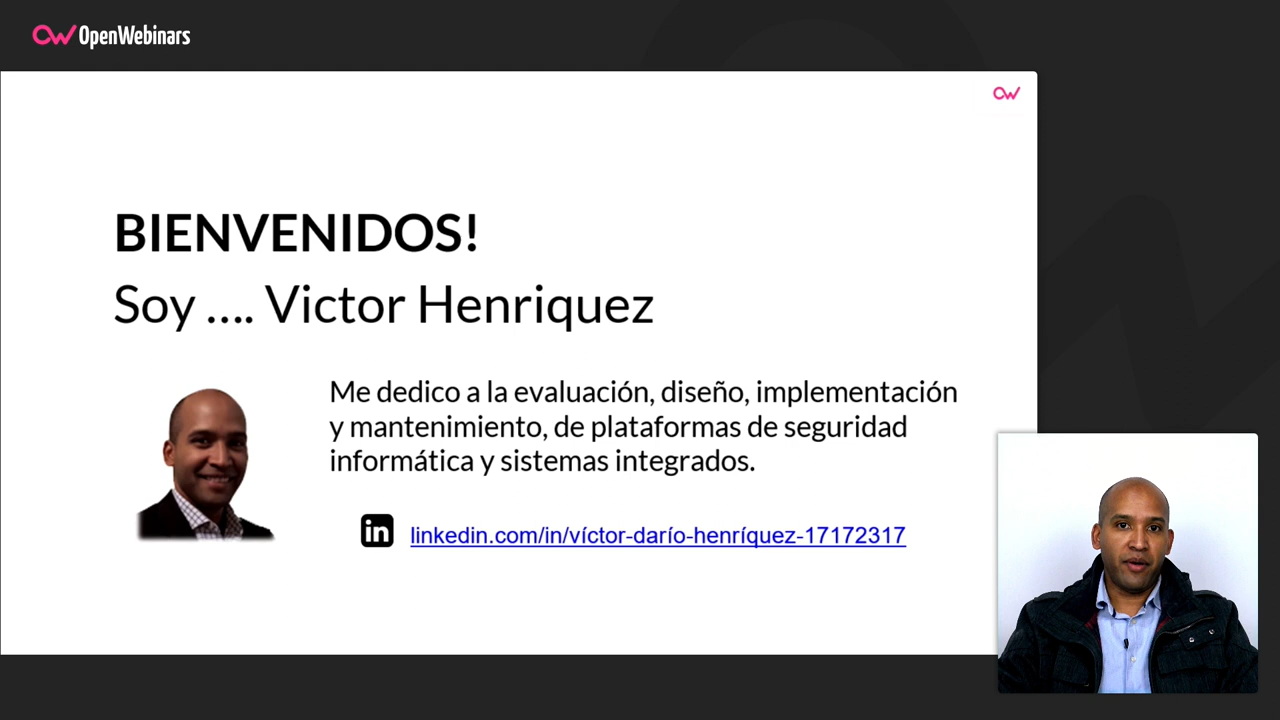 OpenWebinars
BIENVENIDOS!
Soy .... Victor Henriquez
Me dedico a la evaluación, diseño, implementación
y mantenimiento, de plataformas de seguridad
informática y sistemas integrados.
in linkedin.com/in/víctor-darío-henríquez-17172317